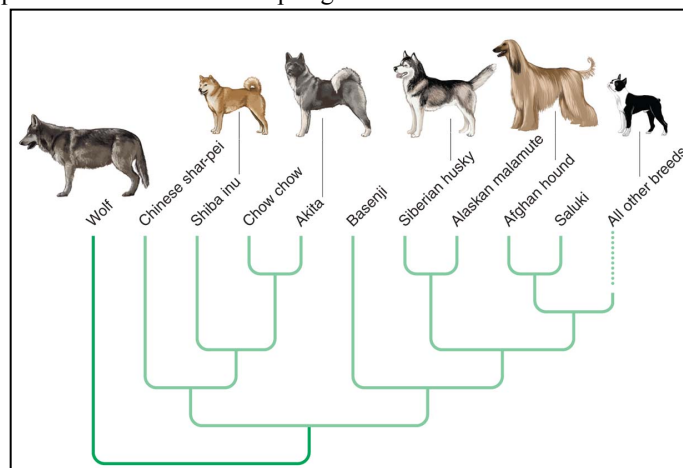 Wolf
Chinese shar-pei
Shiba inu
Chow chow
Akita
Basenji
Siberian husky
Alaskan malamute
Afghan hound
Saluki
All other breeds